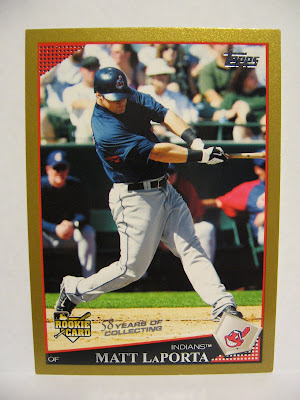 Topps
ROOKIE
CARD
58 YEARS OF
COLLECTING
INDIANS™
OF
MATT LaPORTA